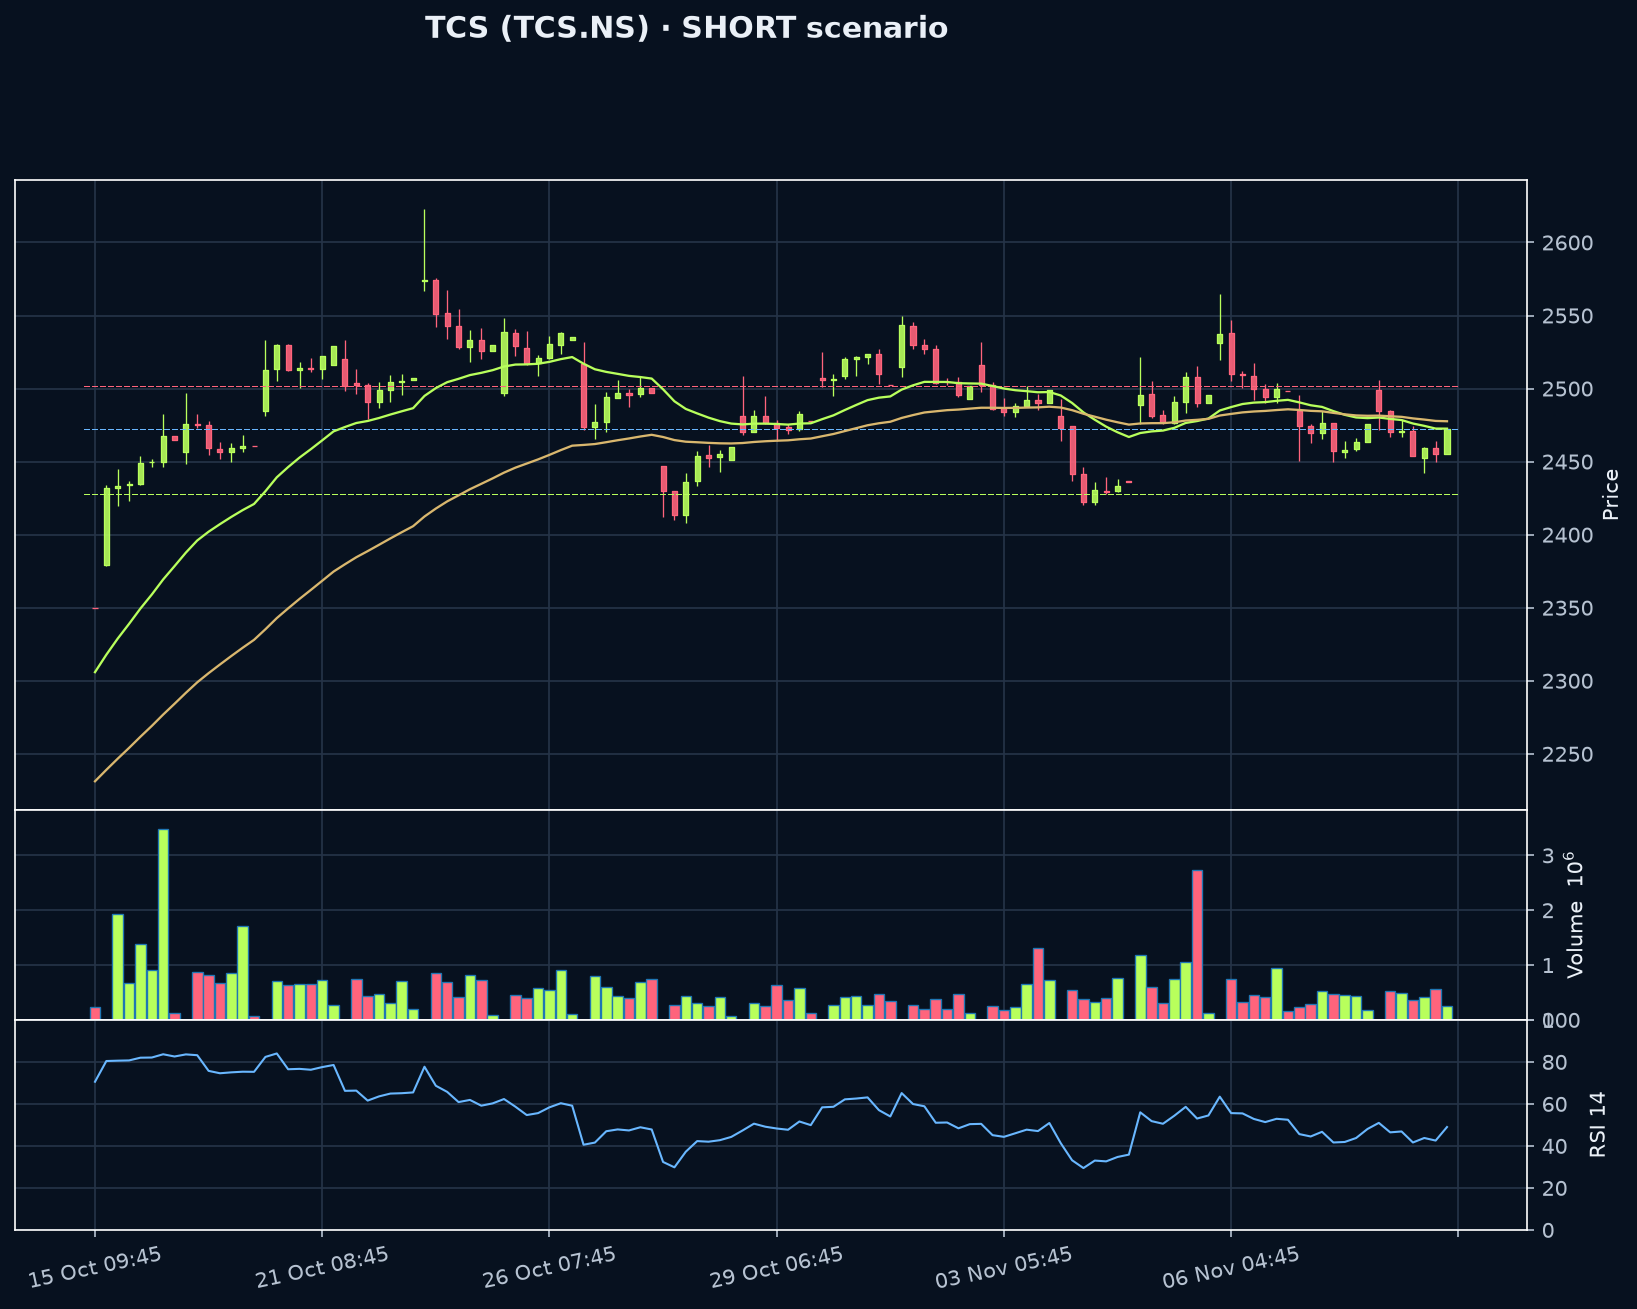 TCS (TCS.NS) · SHORT scenario
2600
2550
2500
2450
2400
2350
2300
2250
Price
3
2
1
0
Volume 10⁶
100
80
60
40
20
0
RSI 14
15 Oct 09:45
21 Oct 08:45
26 Oct 07:45
29 Oct 06:45
03 Nov 05:45
06 Nov 04:45